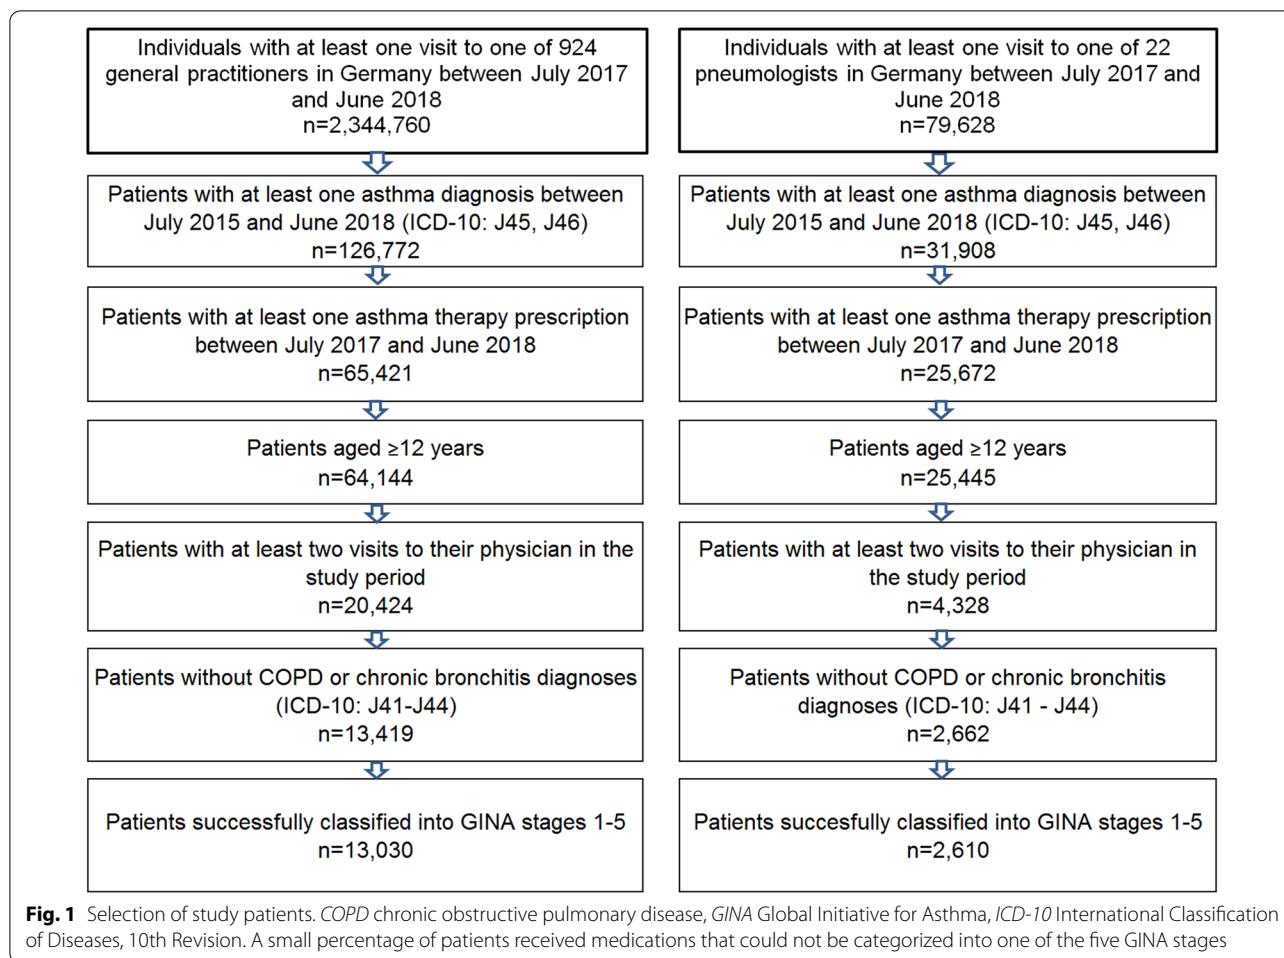 Individuals with at least one visit to one of 924
general practitioners in Germany between July 2017
and June 2018
n=2,344,760
Patients with at least one asthma diagnosis between
July 2015 and June 2018 (ICD-10: J45, J46)
n=126,772
Patients with at least one asthma therapy prescription
between July 2017 and June 2018
n=65,421
Patients aged ≥12 years
n=64,144
Patients with at least two visits to their physician in the
study period
n=20,424
Patients without COPD or chronic bronchitis diagnoses
(ICD-10: J41-J44)
n=13,419
Patients successfully classified into GINA stages 1-5
n=13,030
Individuals with at least one visit to one of 22
pneumologists in Germany between July 2017 and
June 2018
n=79,628
Patients with at least one asthma diagnosis between
July 2015 and June 2018 (ICD-10: J45, J46)
n=31,908
Patients with at least one asthma therapy prescription
between July 2017 and June 2018
n=25,672
Patients aged ≥12 years
n=25,445
Patients with at least two visits to their physician in
the study period
n=4,328
Patients without COPD or chronic bronchitis
diagnoses (ICD-10: J41 - J44)
n=2,662
Patients succesfully classified into GINA stages 1-5
n=2,610
Fig. 1 Selection of study patients. COPD chronic obstructive pulmonary disease, GINA Global Initiative for Asthma, ICD-10 International Classification
of Diseases, 10th Revision. A small percentage of patients received medications that could not be categorized into one of the five GINA stages